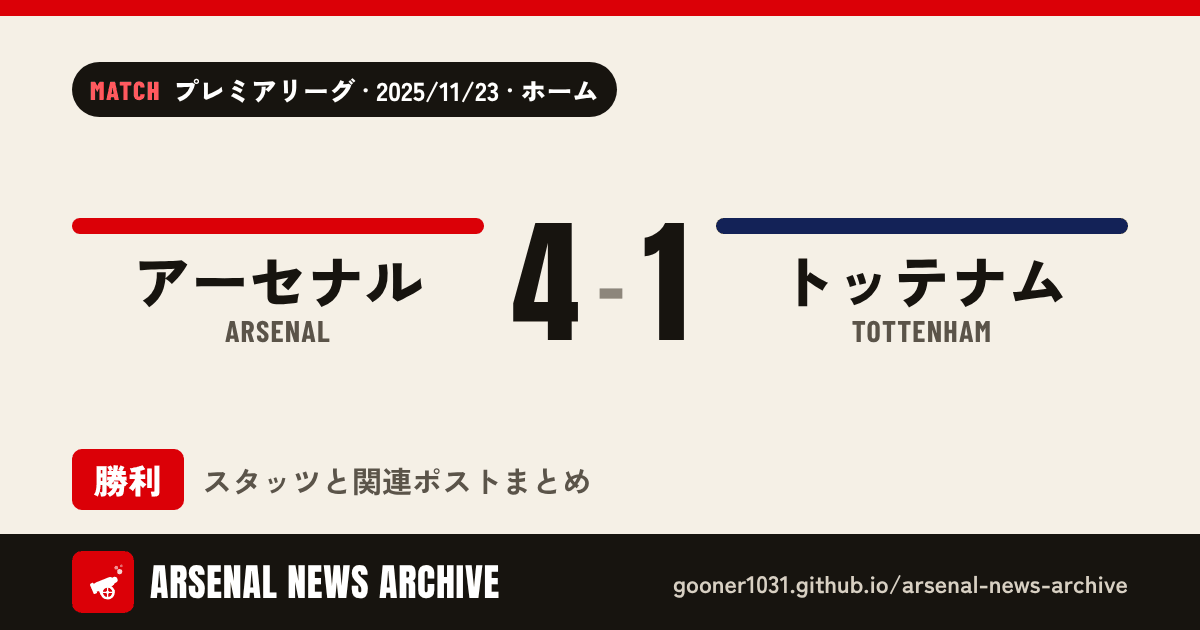 MATCH プレミアリーグ · 2025/11/23 · ホーム
アーセナル 4 - 1 トッテナム
ARSENAL TOTTENHAM
勝利 スタッツと関連ポストまとめ
ARSENAL NEWS ARCHIVE gooner1031.github.io/arsenal-news-archive